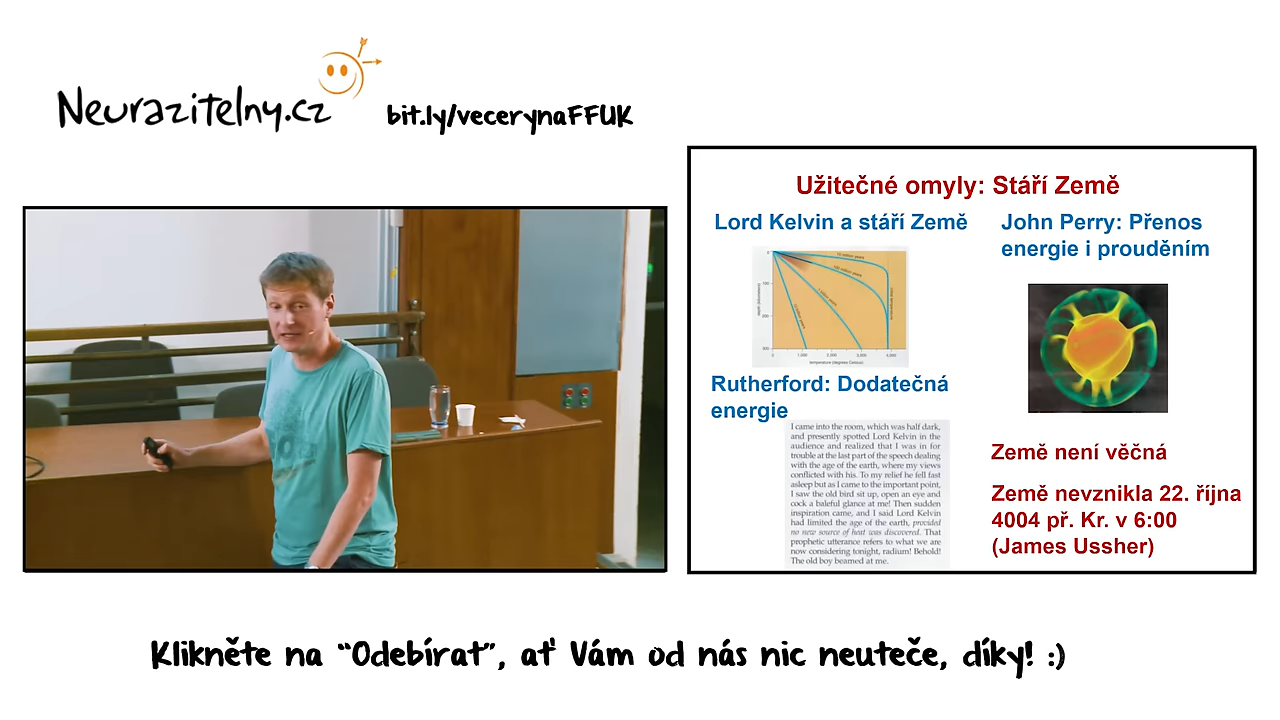 Neurazitelny.cz
bit.ly/vecerynaFFUK
Užitečné omyly: Stáří Země
Lord Kelvin a stáří Země
John Perry: Přenos
energie i prouděním
Rutherford: Dodatečná
energie
I came into the room, which was half dark,
and presently spotted Lord Kelvin in the
audience and realized that I was in for
trouble at the last part of the speech dealing
with the age of the earth, where my views
conflicted with his. To my relief he fell fast
asleep but as I came to the important point,
I saw the old bird sit up, open an eye and
cock a baleful glance at me! Then sudden
inspiration came, and I said Lord Kelvin
had limited the age of the earth, provided
no new source of heat was discovered. That
prophetic utterance refers to what we are
now considering tonight, radium! Behold!
The old boy beamed at me.
Země není věčná
Země nevznikla 22. října
4004 př. Kr. v 6:00
(James Ussher)
temperature (degrees Celsius)
Klikněte na “Odebírat”, ať Vám od nás nic neuteče, díky! :)